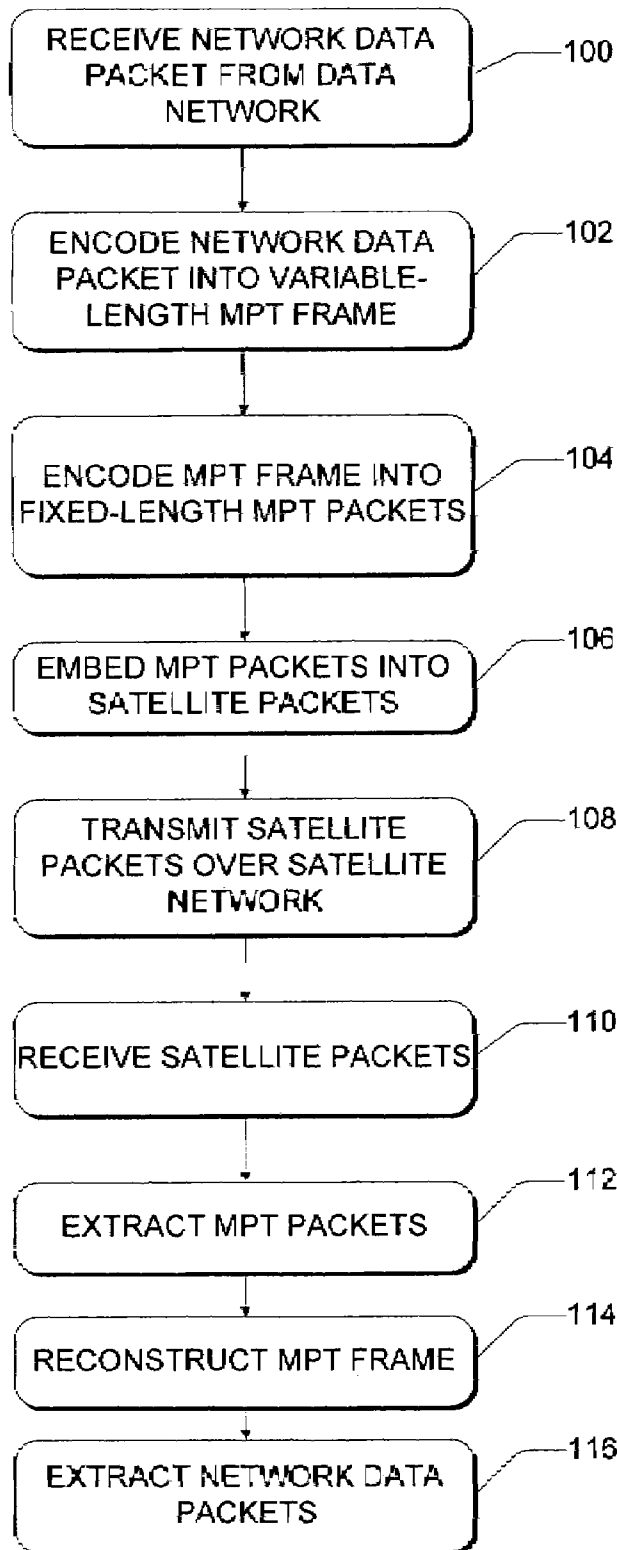 RECEIVE NETWORK DATA
PACKET FROM DATA
NETWORK
100
ENCODE NETWORK DATA
PACKET INTO VARIABLE-
LENGTH MPT FRAME
102
ENCODE MPT FRAME INTO
FIXED-LENGTH MPT PACKETS
104
EMBED MPT PACKETS INTO
SATELLITE PACKETS
106
TRANSMIT SATELLITE
PACKETS OVER SATELLITE
NETWORK
108
RECEIVE SATELLITE PACKETS
110
EXTRACT MPT PACKETS
112
RECONSTRUCT MPT FRAME
114
EXTRACT NETWORK DATA
PACKETS
116